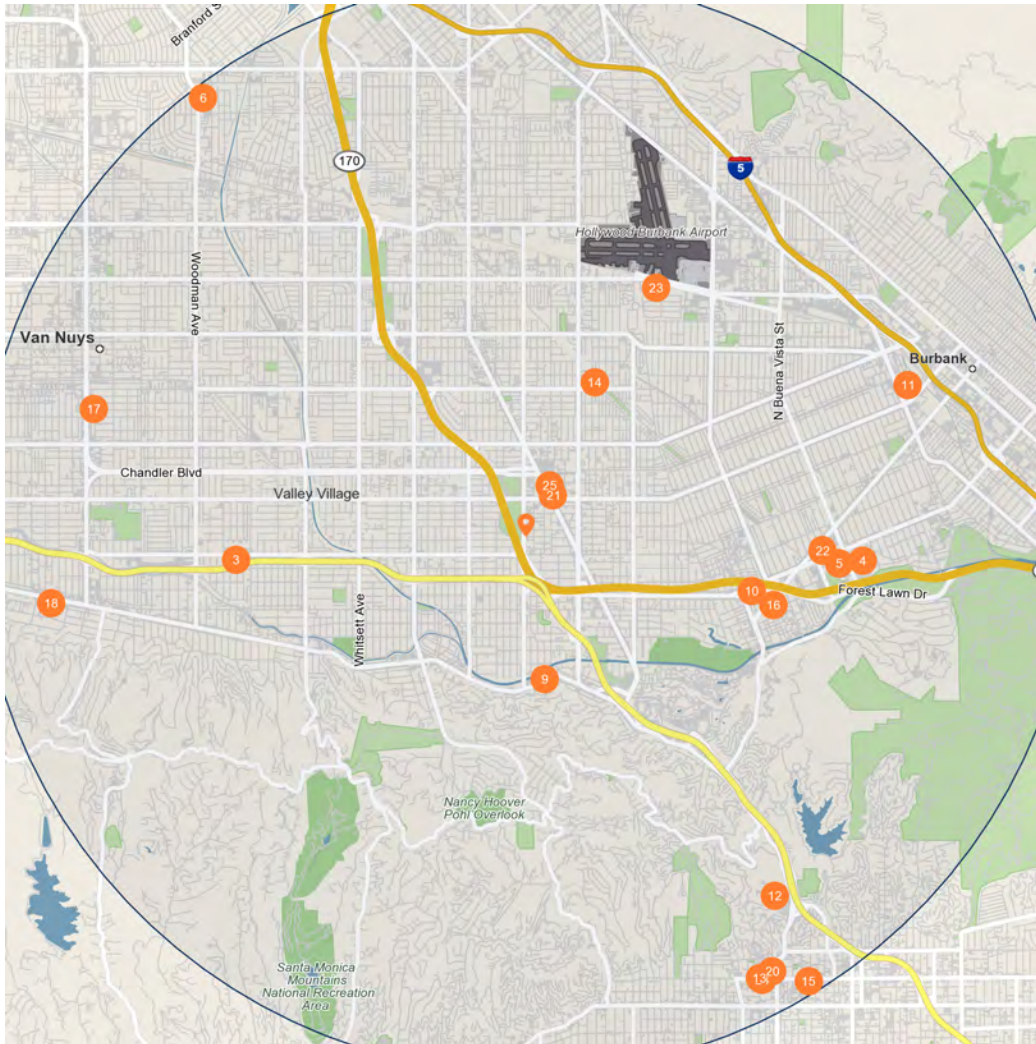 Branford S
6
170
5
Hollywood Burbank Airport
Woodman Ave
23
Van Nuys
N Buena Vista St
Burbank
14
11
17
Chandler Blvd
25
Valley Village
21
3
22
5
4
10
Forest Lawn Dr
18
16
Whitsett Ave
9
Nancy Hoover
Pohl Overlook
12
Santa Monica
Mountains
National Recreation
Area
20
13
15